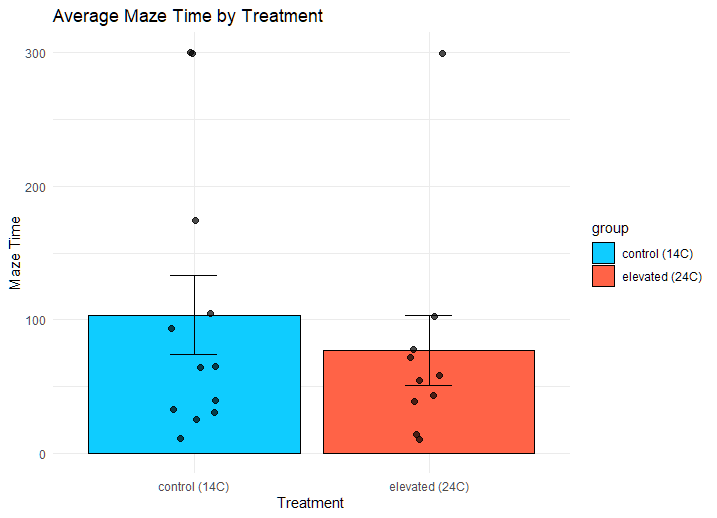 Average Maze Time by Treatment
300
200
100
0
Maze Time
control (14C)
elevated (24C)
Treatment
group
control (14C)
elevated (24C)